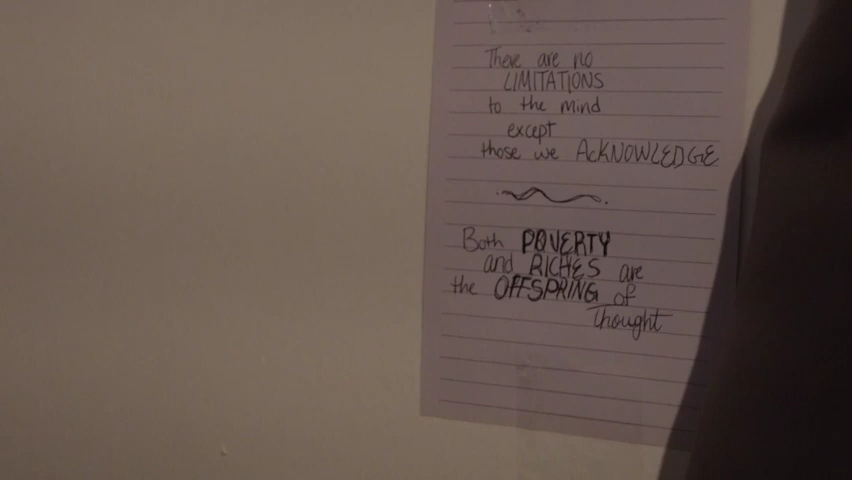 There are no
LIMITATIONS
to the mind
except
those we ACKNOWLEDGE
Both POVERTY
and RICHES are
the OFFSPRING of
Thought